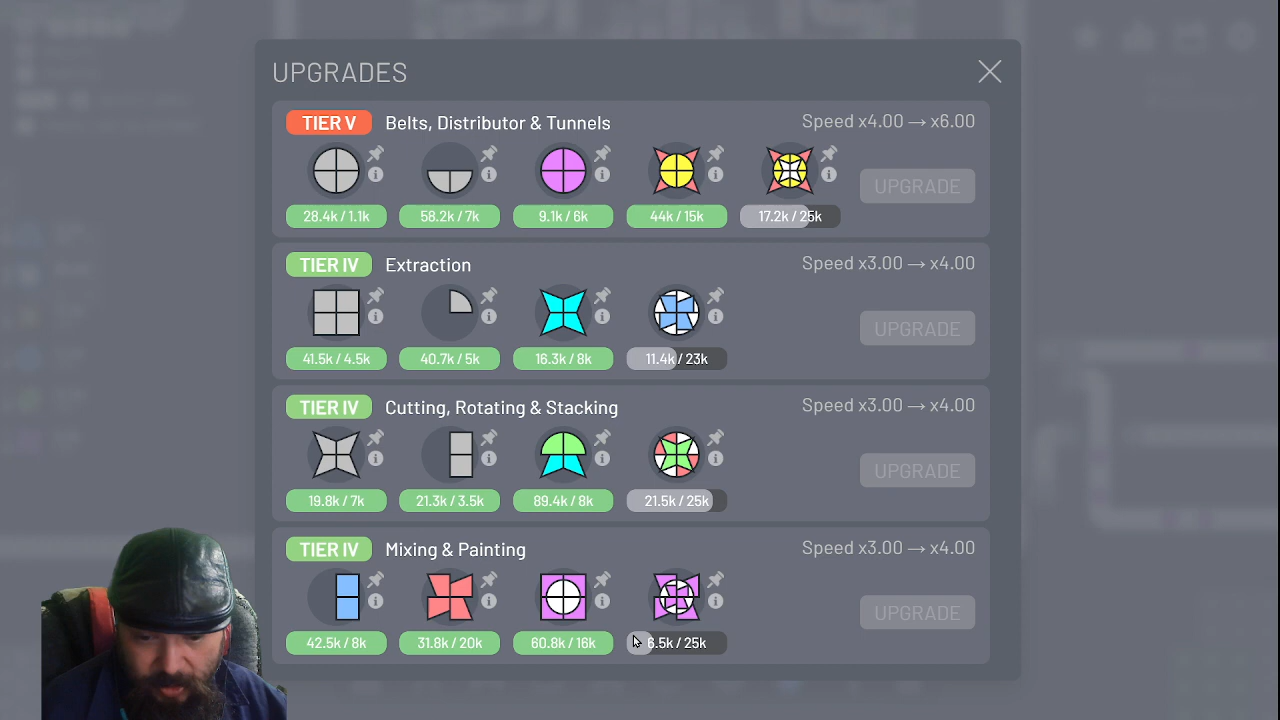 UPGRADES
TIER V Belts, Distributor & Tunnels Speed x4.00 → x6.00
28.4k / 1.1k 58.2k / 7k 9.1k / 6k 44k / 15k 17.2k / 25k UPGRADE
TIER IV Extraction Speed x3.00 → x4.00
41.5k / 4.5k 40.7k / 5k 16.3k / 8k 11.4k / 23k UPGRADE
TIER IV Cutting, Rotating & Stacking Speed x3.00 → x4.00
19.8k / 7k 21.3k / 3.5k 89.4k / 8k 21.5k / 25k UPGRADE
TIER IV Mixing & Painting Speed x3.00 → x4.00
42.5k / 8k 31.8k / 20k 60.8k / 16k 6.5k / 25k UPGRADE